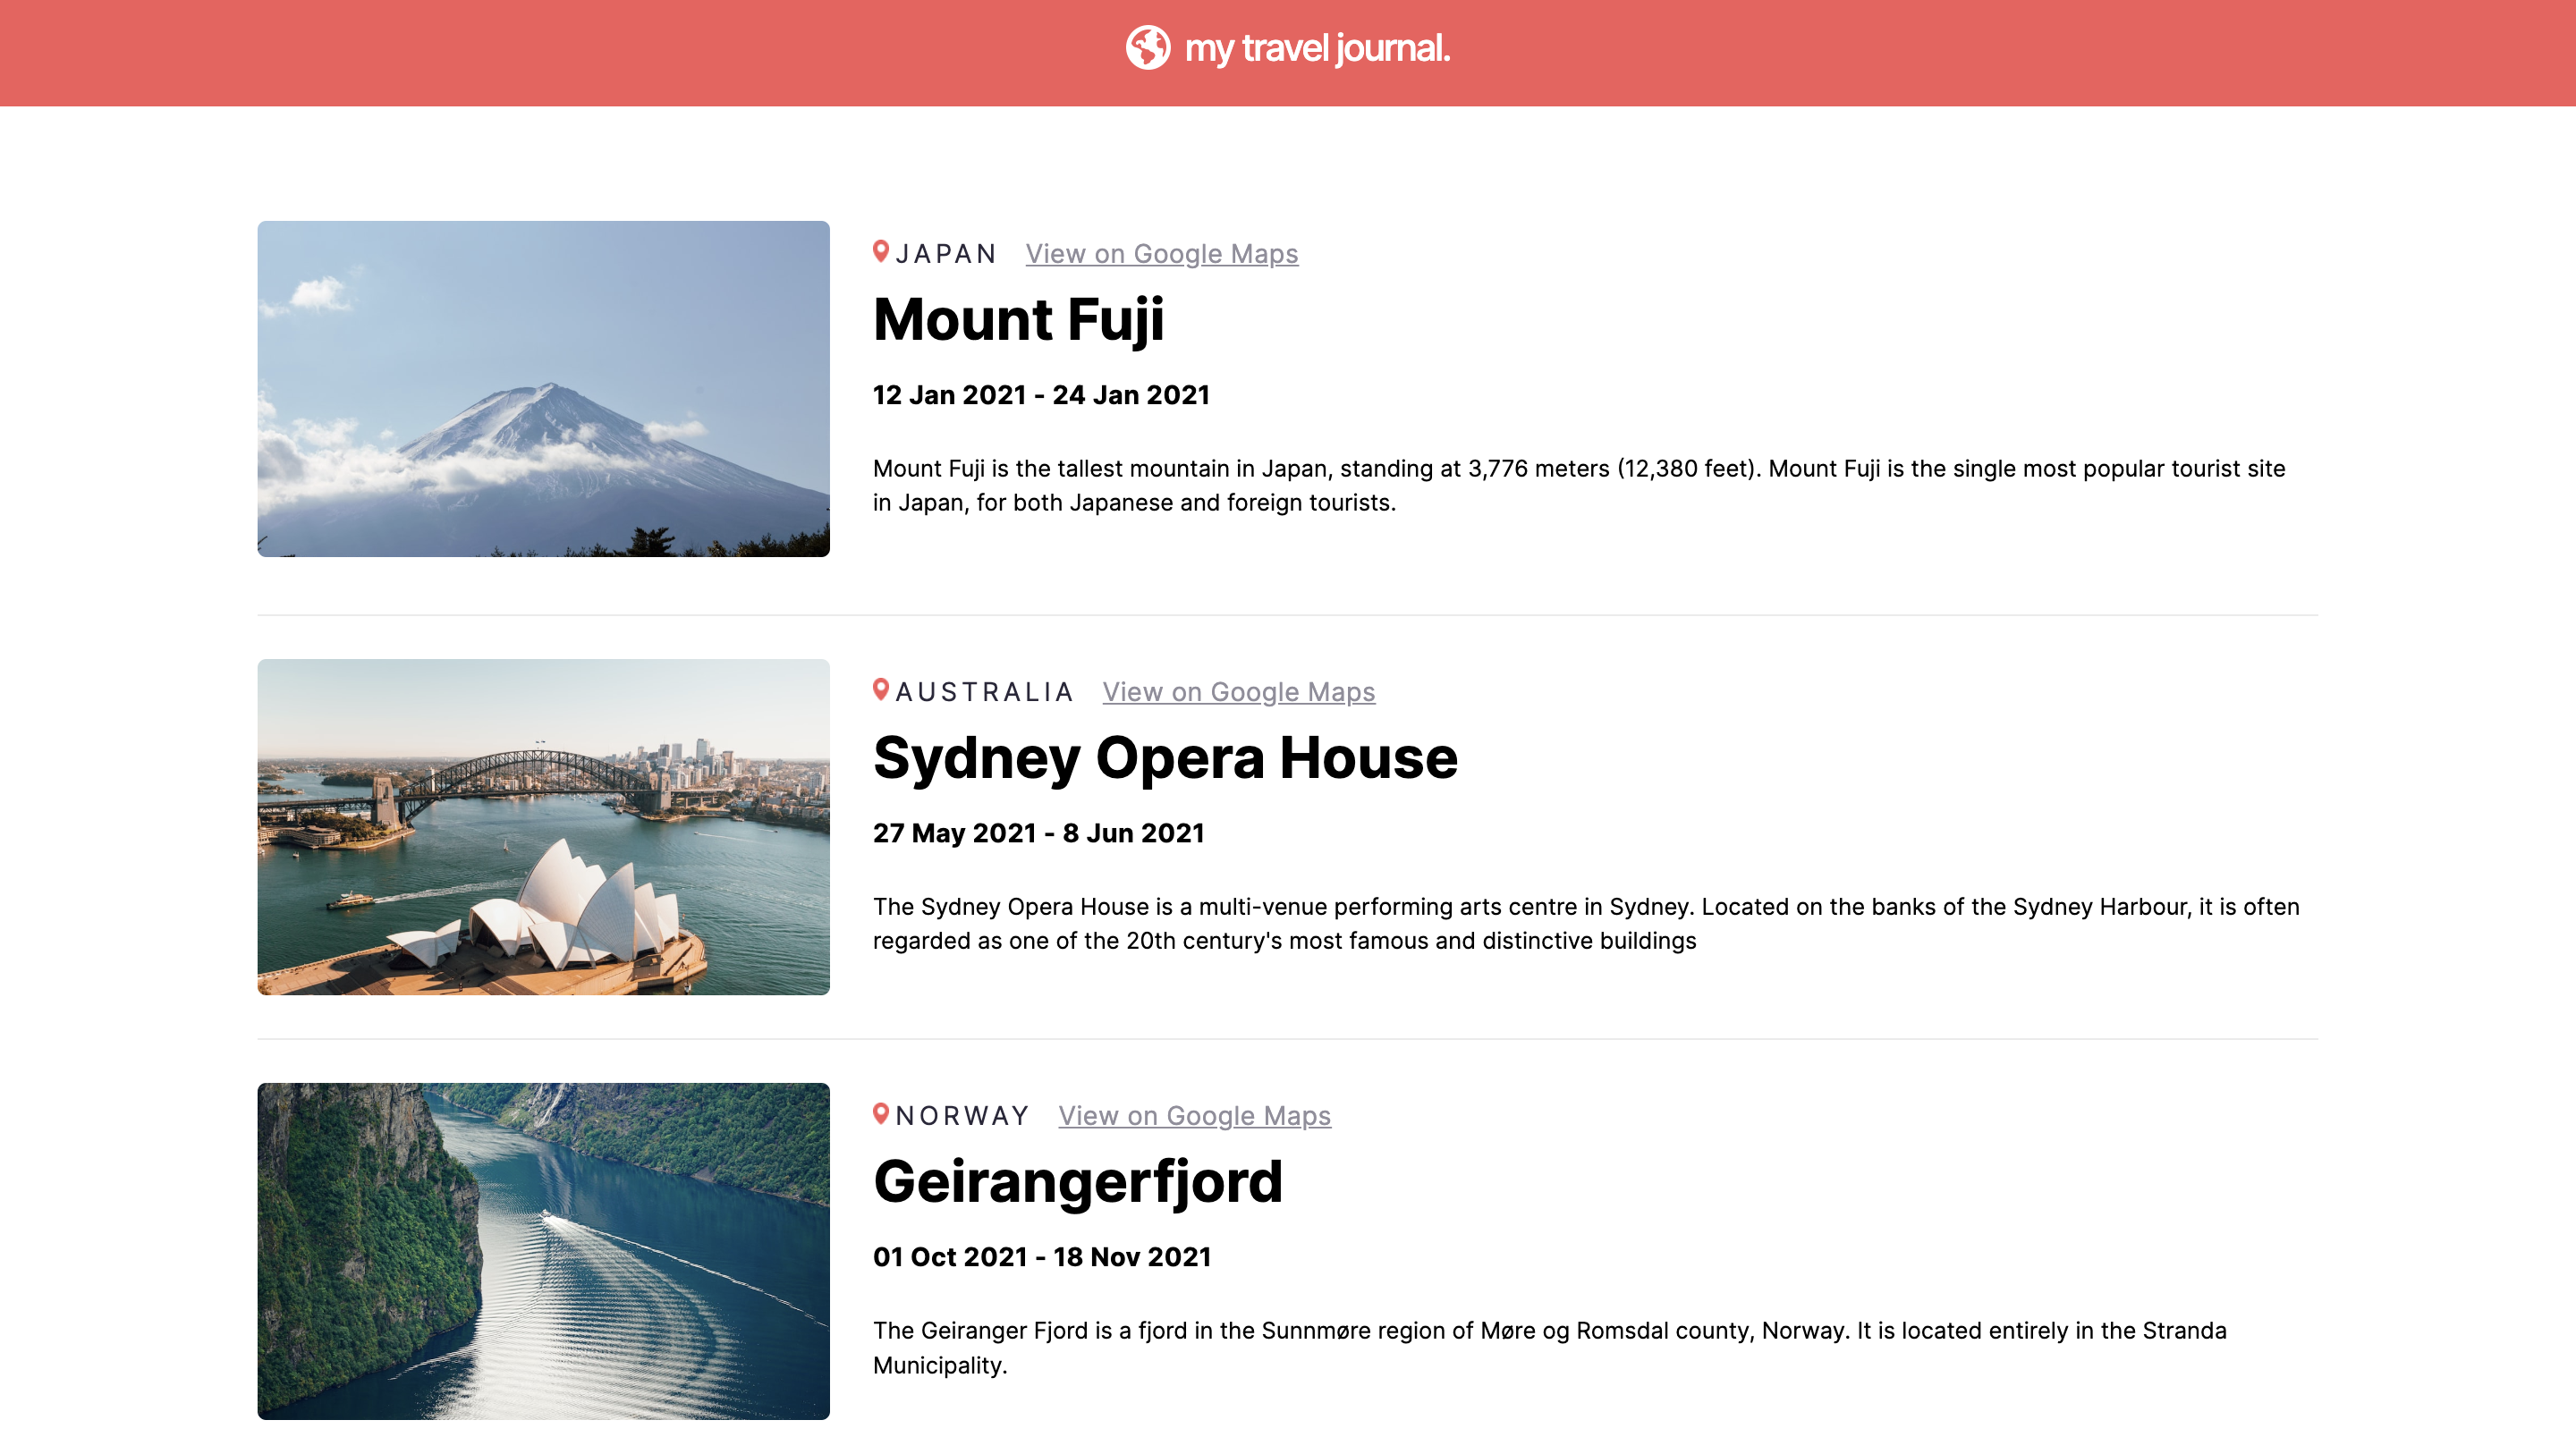 my travel journal.
JAPAN View on Google Maps
Mount Fuji
12 Jan 2021 - 24 Jan 2021
Mount Fuji is the tallest mountain in Japan, standing at 3,776 meters (12,380 feet). Mount Fuji is the single most popular tourist site
in Japan, for both Japanese and foreign tourists.
AUSTRALIA View on Google Maps
Sydney Opera House
27 May 2021 - 8 Jun 2021
The Sydney Opera House is a multi-venue performing arts centre in Sydney. Located on the banks of the Sydney Harbour, it is often
regarded as one of the 20th century's most famous and distinctive buildings
NORWAY View on Google Maps
Geirangerfjord
01 Oct 2021 - 18 Nov 2021
The Geiranger Fjord is a fjord in the Sunnmøre region of Møre og Romsdal county, Norway. It is located entirely in the Stranda
Municipality.